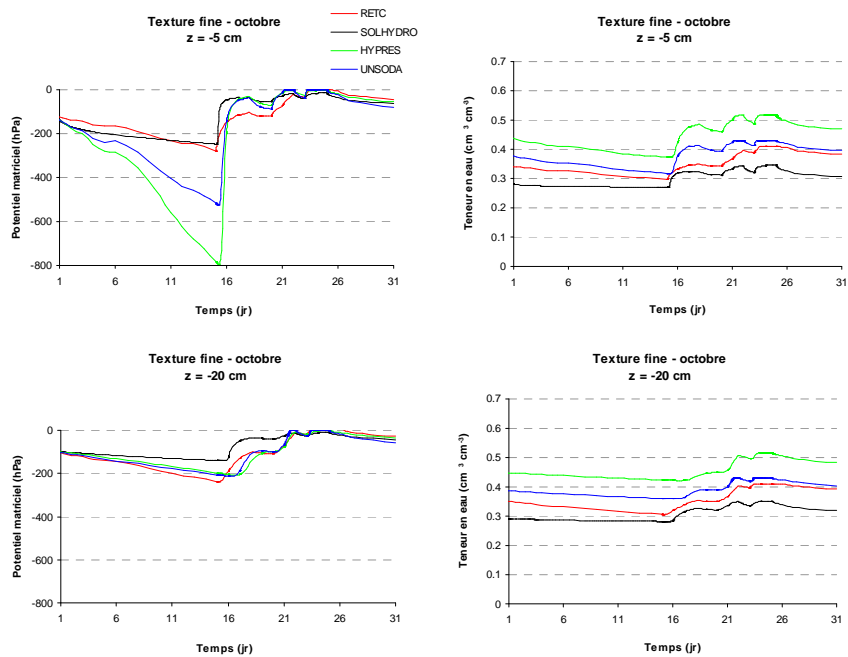 RETC
SOLHYDRO
HYPRES
UNSODA
Texture fine - octobre
z = -5 cm
0
-200
-400
-600
-800
1 6 11 16 21 26 31
Potentiel matriciel (hPa)
Temps (jr)
Texture fine - octobre
z = -5 cm
0.7
0.6
0.5
0.4
0.3
0.2
0.1
0
1 6 11 16 21 26 31
Teneur en eau (cm³ cm⁻³)
Temps (jr)
Texture fine - octobre
z = -20 cm
0
-200
-400
-600
-800
1 6 11 16 21 26 31
Potentiel matriciel (hPa)
Temps (jr)
Texture fine - octobre
z = -20 cm
0.7
0.6
0.5
0.4
0.3
0.2
0.1
0
1 6 11 16 21 26 31
Teneur en eau (cm³ cm⁻³)
Temps (jr)